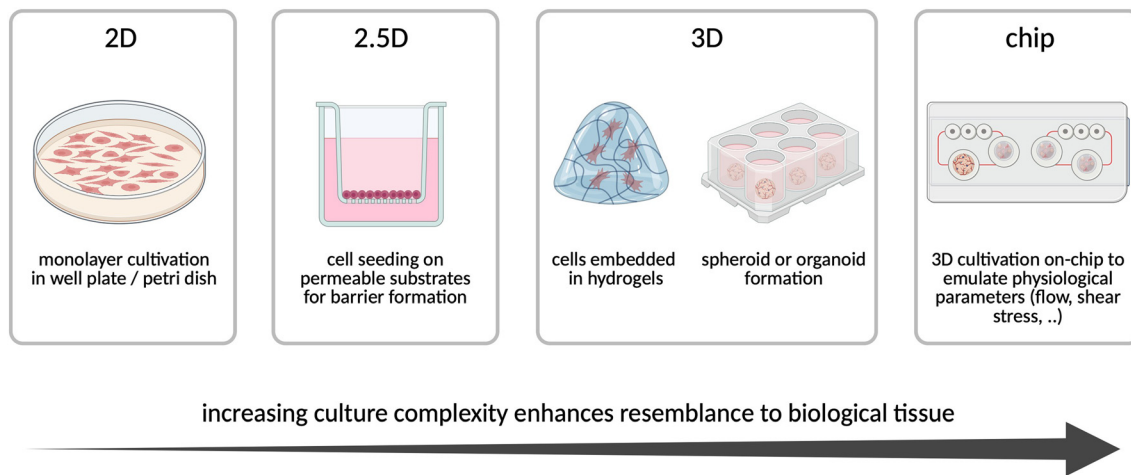 2D
monolayer cultivation
in well plate / petri dish
2.5D
cell seeding on
permeable substrates
for barrier formation
3D
cells embedded
in hydrogels
spheroid or organoid
formation
chip
3D cultivation on-chip to
emulate physiological
parameters (flow, shear
stress, ..)
increasing culture complexity enhances resemblance to biological tissue